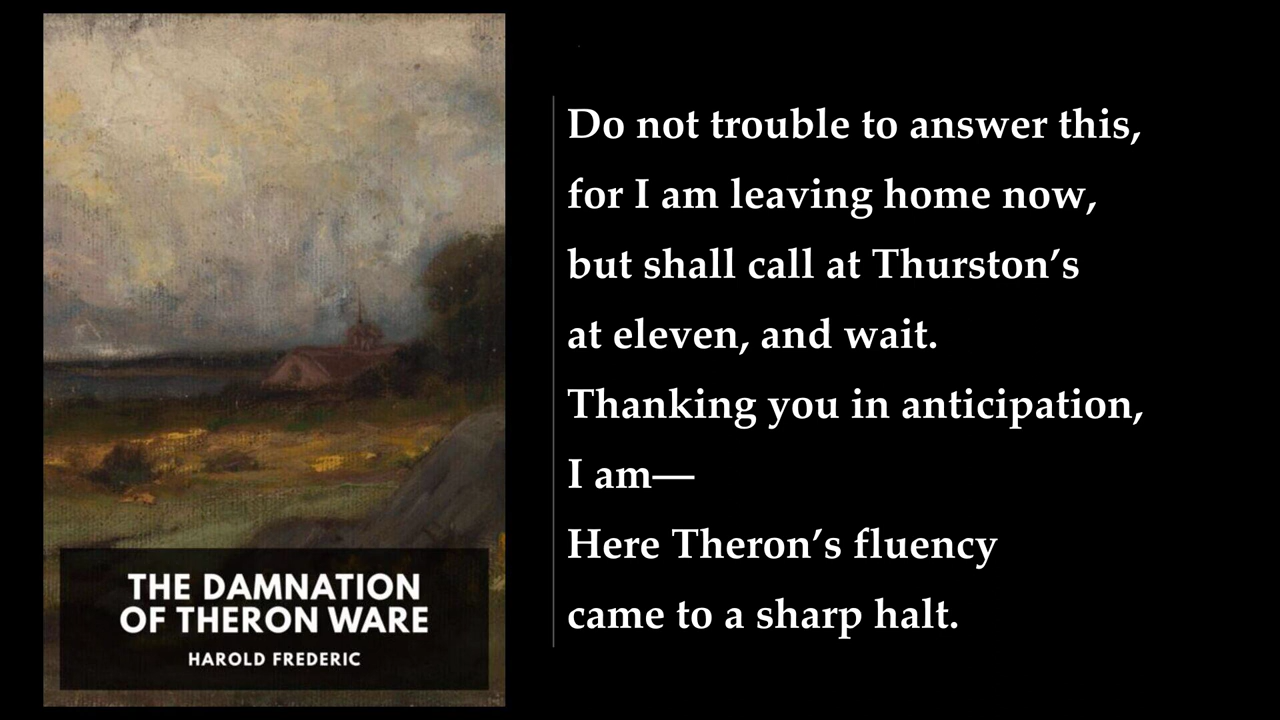 THE DAMNATION
OF THERON WARE
HAROLD FREDERIC
Do not trouble to answer this,
for I am leaving home now,
but shall call at Thurston’s
at eleven, and wait.
Thanking you in anticipation,
I am—
Here Theron’s fluency
came to a sharp halt.